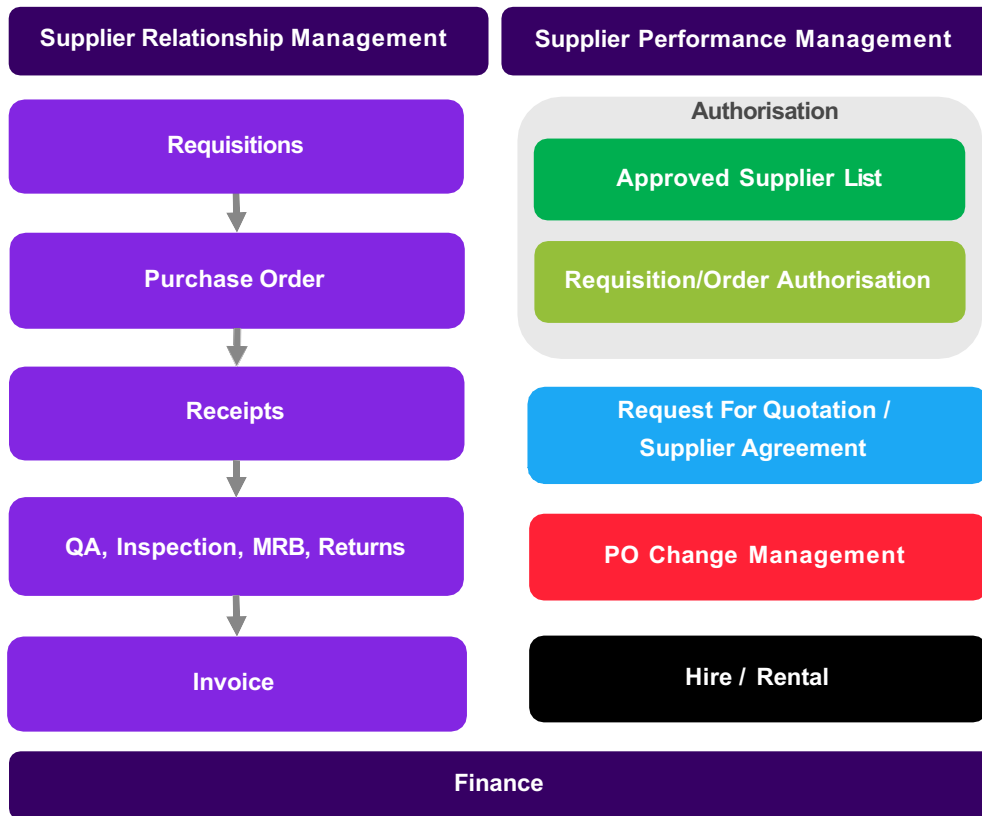 Supplier Relationship Management
Supplier Performance Management
Requisitions
Purchase Order
Receipts
QA, Inspection, MRB, Returns
Invoice
Authorisation
Approved Supplier List
Requisition/Order Authorisation
Request For Quotation /
Supplier Agreement
PO Change Management
Hire / Rental
Finance